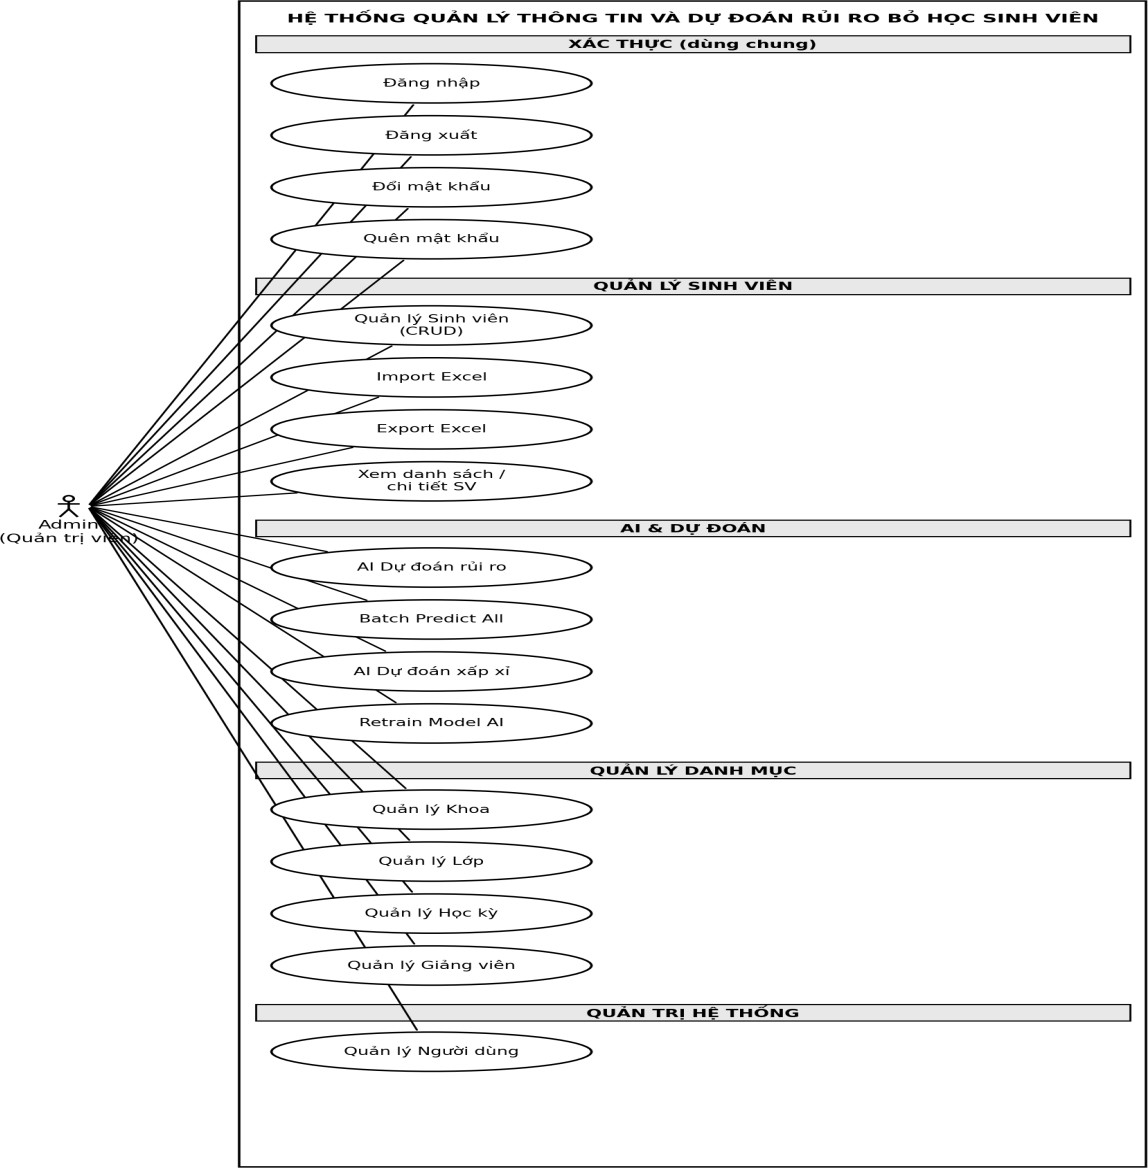 HỆ THỐNG QUẢN LÝ THÔNG TIN VÀ DỰ ĐOÁN RỦI RO BỎ HỌC SINH VIÊN
XÁC THỰC (dùng chung)
Đăng nhập
Đăng xuất
Đổi mật khẩu
Quên mật khẩu
QUẢN LÝ SINH VIÊN
Quản lý Sinh viên
(CRUD)
Import Excel
Export Excel
Xem danh sách /
chi tiết SV
Admin
(Quản trị viên)
AI & DỰ ĐOÁN
AI Dự đoán rủi ro
Batch Predict All
AI Dự đoán xấp xỉ
Retrain Model AI
QUẢN LÝ DANH MỤC
Quản lý Khoa
Quản lý Lớp
Quản lý Học kỳ
Quản lý Giảng viên
QUẢN TRỊ HỆ THỐNG
Quản lý Người dùng